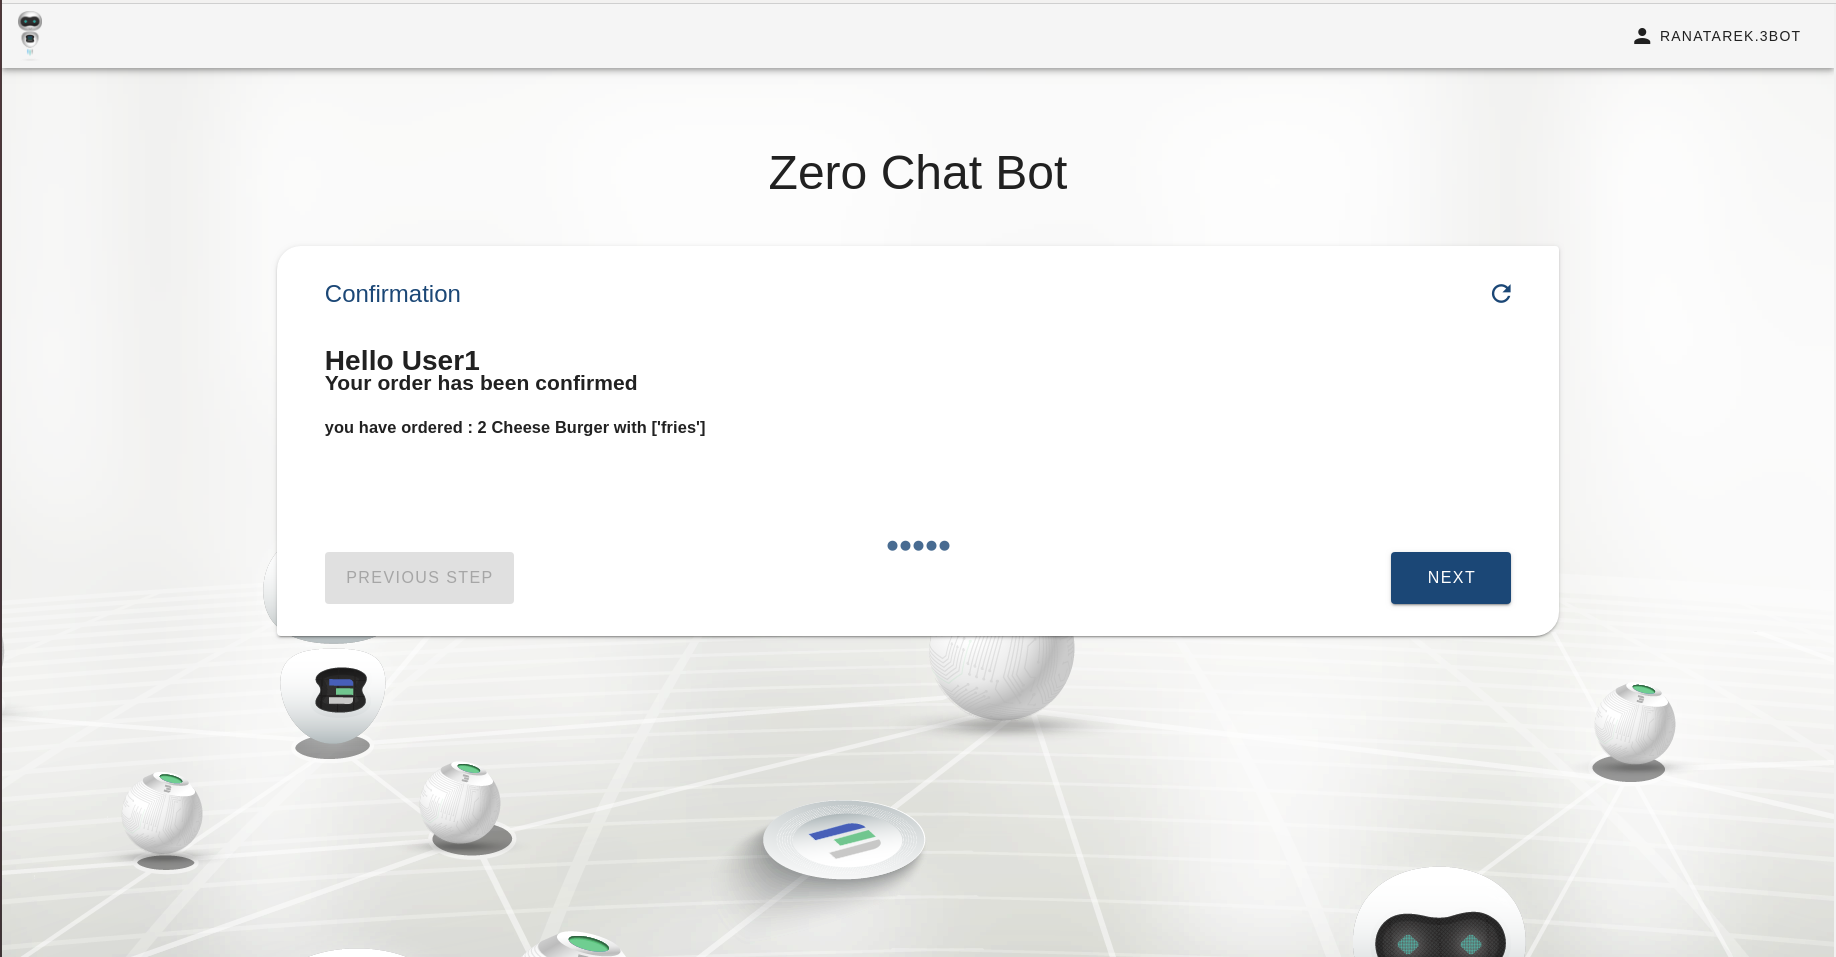 RANATAREK.3BOT
Zero Chat Bot
Confirmation
Hello User1
Your order has been confirmed
you have ordered : 2 Cheese Burger with ['fries']
PREVIOUS STEP
NEXT